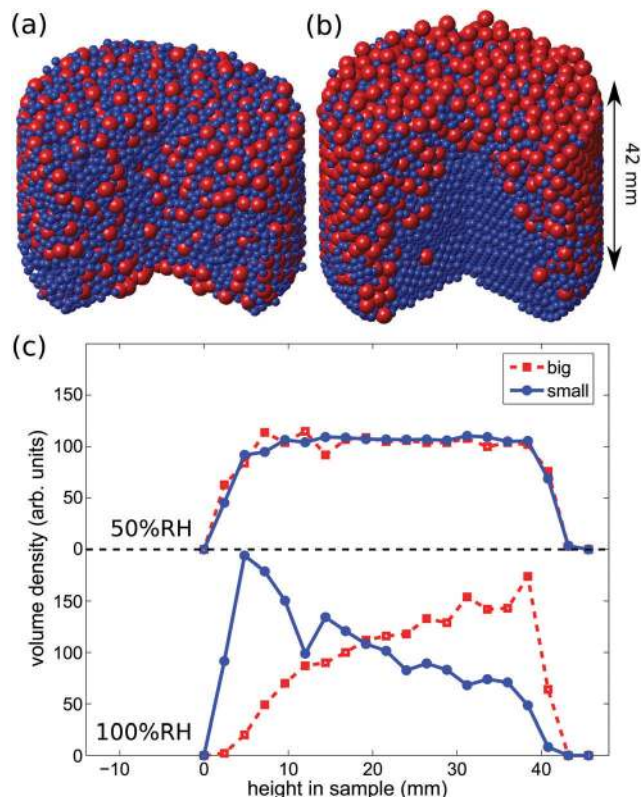 (a)
(b)
42 mm
(c)
big
small
150
100
50
0
50%RH
150
100
50
0
100%RH
volume density (arb. units)
−10
0
10
20
30
40
height in sample (mm)